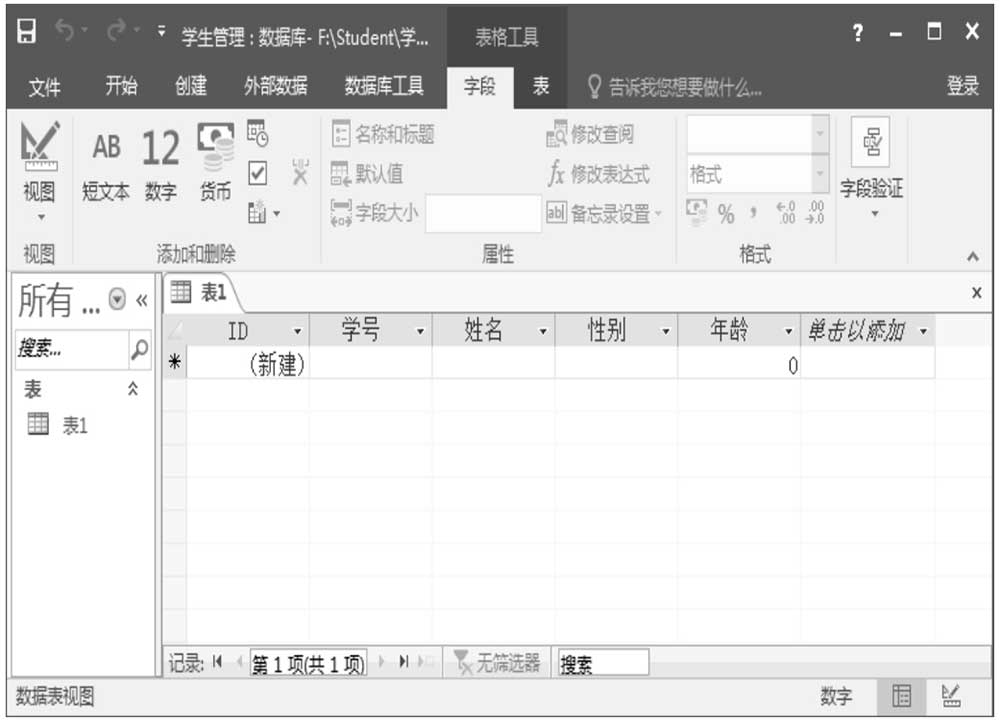 学生管理：数据库- F:\Student\学...
表格工具
?
文件 开始 创建 外部数据 数据库工具 字段 表 告诉我您想要做什么... 登录
视图
AB 短文本
12 数字
货币
名称和标题
默认值
字段大小
修改查阅
fx 修改表达式
ab| 备忘录设置
格式
% , ←.0 .00 .00 →.0
字段验证
视图 添加和删除 属性 格式
所有 ... «
搜索...
表
表1
表1 x
ID 学号 姓名 性别 年龄 单击以添加
* (新建) 0
记录: 第 1 项(共 1 项) 无筛选器 搜索
数据表视图 数字